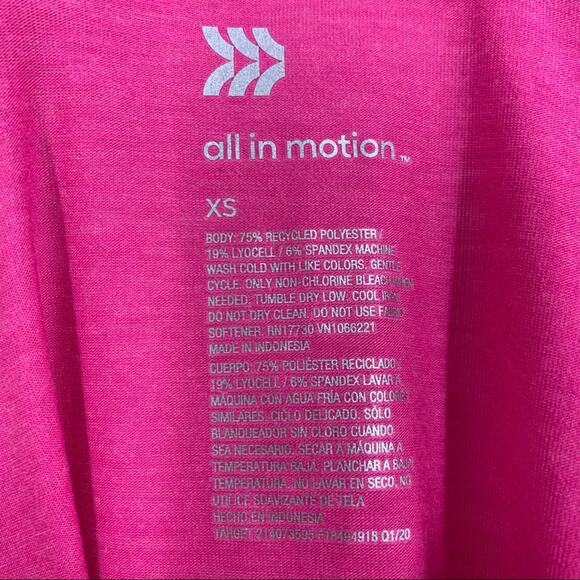 all in motion™
XS
BODY: 75% RECYCLED POLYESTER /
19% LYOCELL / 6% SPANDEX MACHINE
WASH COLD WITH LIKE COLORS. GENTLE
CYCLE. ONLY NON-CHLORINE BLEACH WHEN
NEEDED. TUMBLE DRY LOW. COOL IRON.
DO NOT DRY CLEAN. DO NOT USE FABRIC
SOFTENER. RN17730 VN1066221
MADE IN INDONESIA
CUERPO: 75% POLIÉSTER RECICLADO /
19% LYOCELL / 6% SPANDEX LAVAR A
MÁQUINA CON AGUA FRÍA CON COLORES
SIMILARES. CICLO DELICADO. SÓLO
BLANQUEADOR SIN CLORO CUANDO
SEA NECESARIO. SECAR A MÁQUINA A
TEMPERATURA BAJA. PLANCHAR A BAJA
TEMPERATURA. NO LAVAR EN SECO. NO
UTILICE SUAVIZANTE DE TELA
HECHO EN INDONESIA
TARGET Q1/20